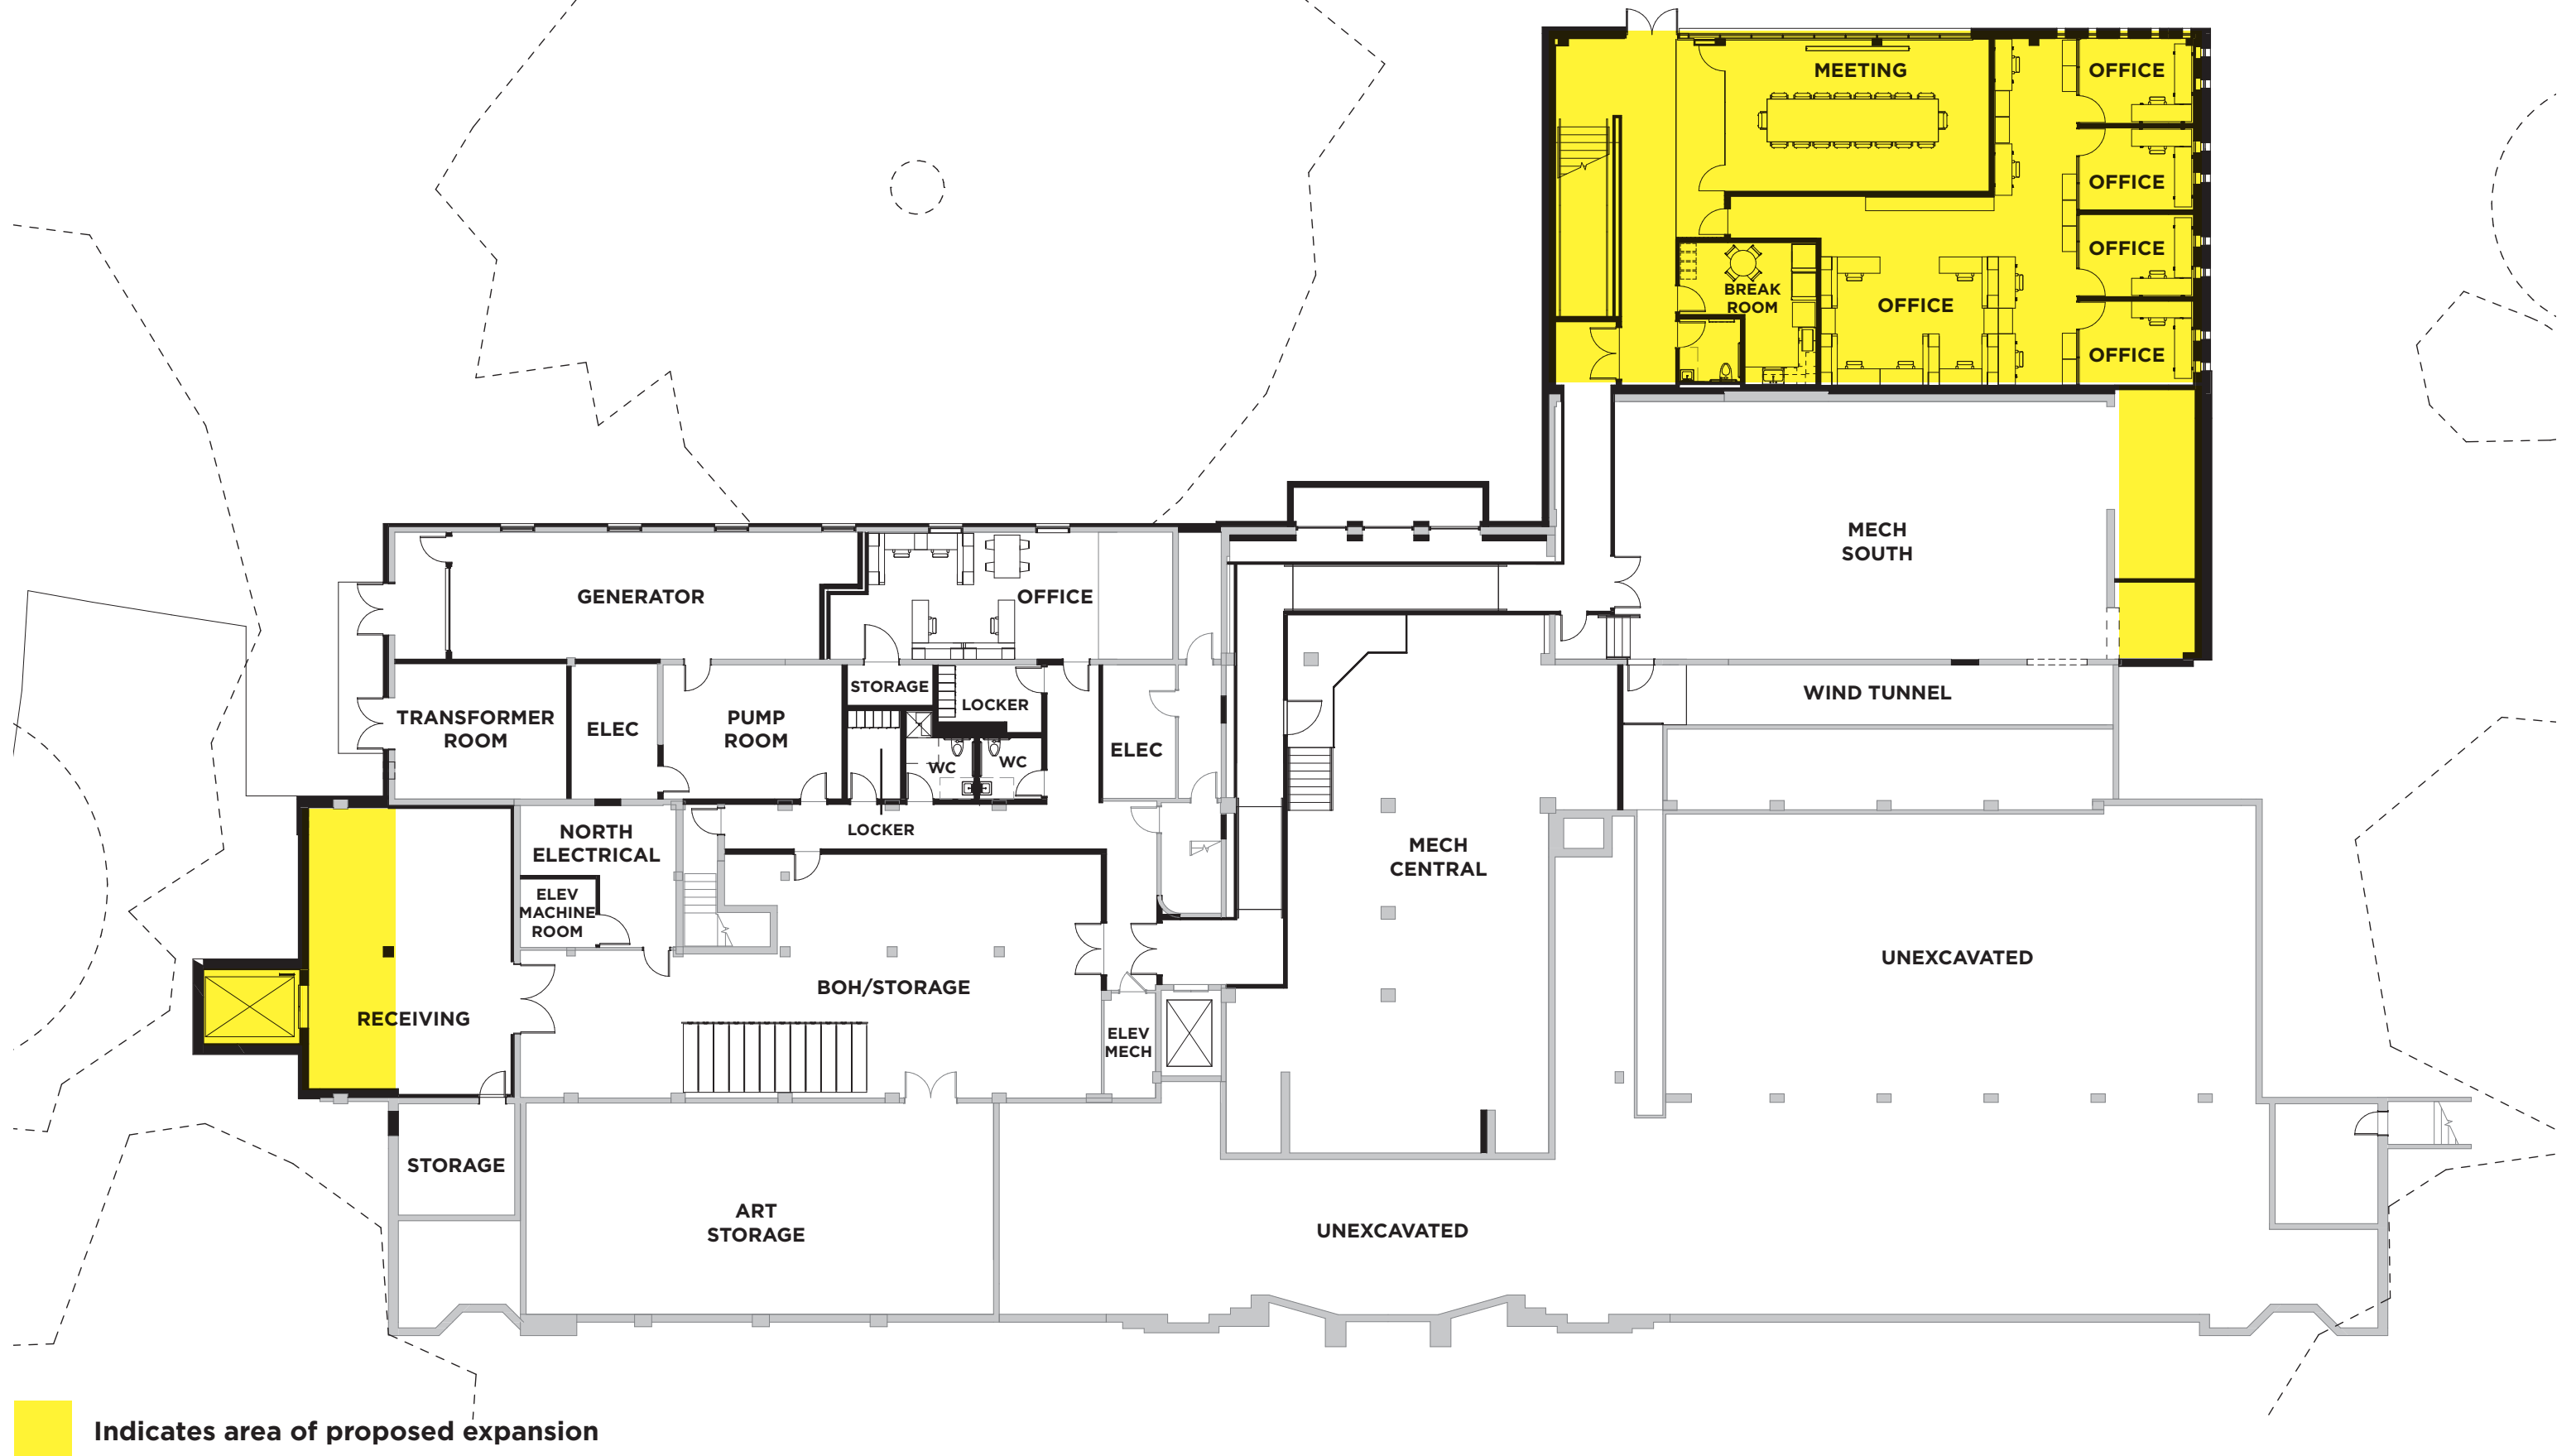 MEETING
OFFICE
OFFICE
OFFICE
BREAK
ROOM
OFFICE
OFFICE
MECH
SOUTH
GENERATOR
OFFICE
STORAGE
LOCKER
WIND TUNNEL
TRANSFORMER
ROOM
ELEC
PUMP
ROOM
WC
WC
ELEC
LOCKER
NORTH
ELECTRICAL
MECH
CENTRAL
ELEV
MACHINE
ROOM
UNEXCAVATED
BOH/STORAGE
RECEIVING
ELEV
MECH
STORAGE
ART
STORAGE
UNEXCAVATED
Indicates area of proposed expansion